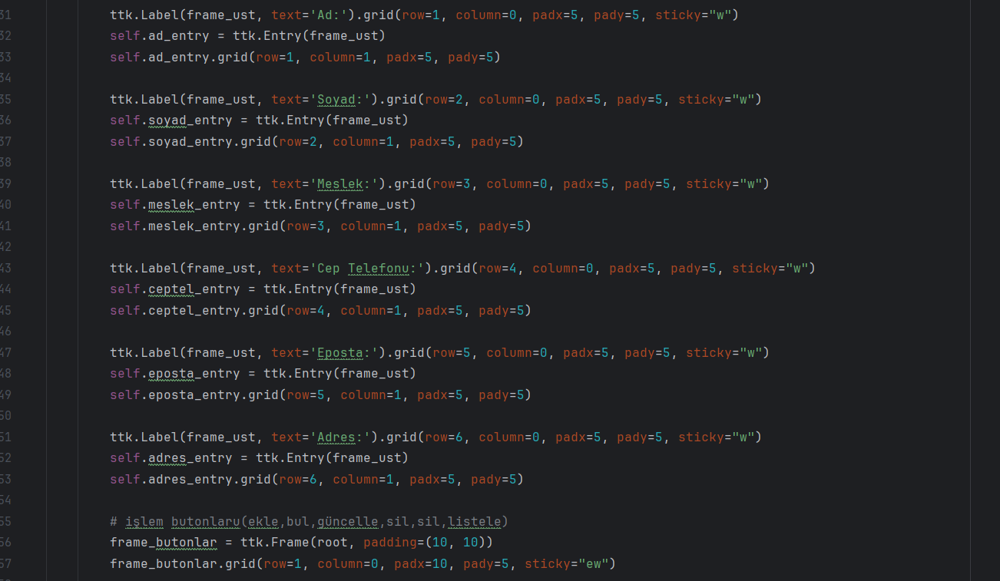 31 ttk.Label(frame_ust, text='Ad:').grid(row=1, column=0, padx=5, pady=5, sticky="w")
32 self.ad_entry = ttk.Entry(frame_ust)
33 self.ad_entry.grid(row=1, column=1, padx=5, pady=5)
34
35 ttk.Label(frame_ust, text='Soyad:').grid(row=2, column=0, padx=5, pady=5, sticky="w")
36 self.soyad_entry = ttk.Entry(frame_ust)
37 self.soyad_entry.grid(row=2, column=1, padx=5, pady=5)
38
39 ttk.Label(frame_ust, text='Meslek:').grid(row=3, column=0, padx=5, pady=5, sticky="w")
40 self.meslek_entry = ttk.Entry(frame_ust)
41 self.meslek_entry.grid(row=3, column=1, padx=5, pady=5)
42
43 ttk.Label(frame_ust, text='Cep Telefonu:').grid(row=4, column=0, padx=5, pady=5, sticky="w")
44 self.ceptel_entry = ttk.Entry(frame_ust)
45 self.ceptel_entry.grid(row=4, column=1, padx=5, pady=5)
46
47 ttk.Label(frame_ust, text='Eposta:').grid(row=5, column=0, padx=5, pady=5, sticky="w")
48 self.eposta_entry = ttk.Entry(frame_ust)
49 self.eposta_entry.grid(row=5, column=1, padx=5, pady=5)
50
51 ttk.Label(frame_ust, text='Adres:').grid(row=6, column=0, padx=5, pady=5, sticky="w")
52 self.adres_entry = ttk.Entry(frame_ust)
53 self.adres_entry.grid(row=6, column=1, padx=5, pady=5)
54
55 # işlem butonlaru(ekle,bul,güncelle,sil,sil,listele)
56 frame_butonlar = ttk.Frame(root, padding=(10, 10))
57 frame_butonlar.grid(row=1, column=0, padx=10, pady=5, sticky="ew")